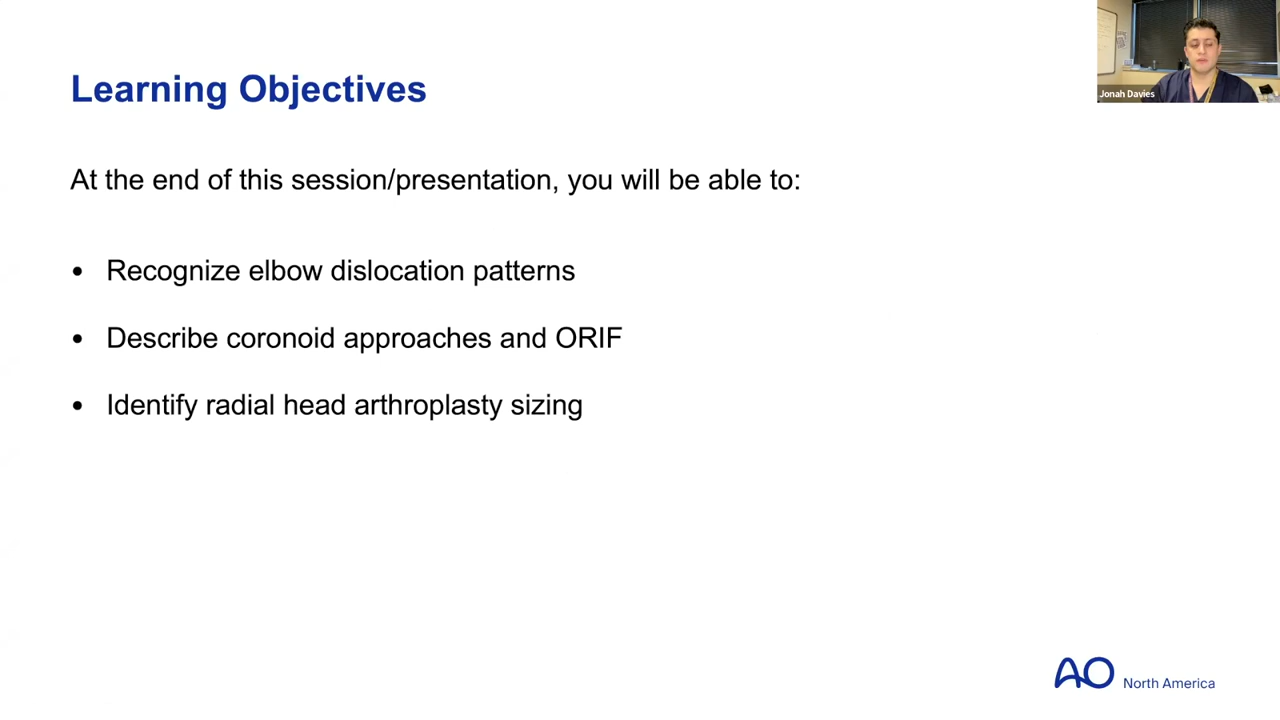 Learning Objectives
Jonah Davies
At the end of this session/presentation, you will be able to:
• Recognize elbow dislocation patterns
• Describe coronoid approaches and ORIF
• Identify radial head arthroplasty sizing
AO North America